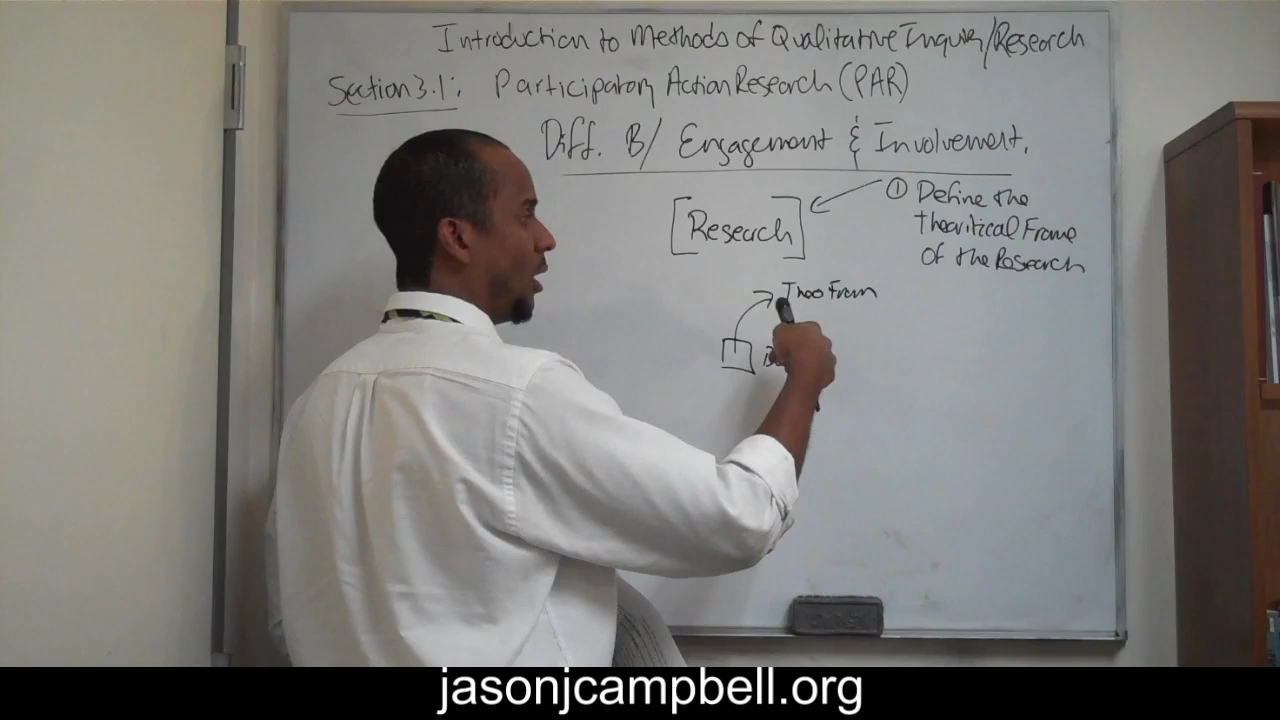 Introduction to Methods of Qualitative Inquiry/Research
Section 3.1: Participatory Action Research (PAR)
Diff. B/ Engagement & Involvement.
[Research]
① Define the
theoritical Frame
of the Research
Theo Fram
jasonjcampbell.org